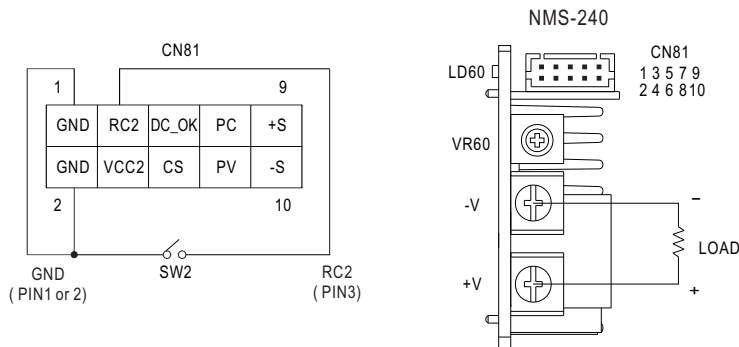 NMS-240
CN81
1 9
GND RC2 DC_OK PC +S
GND VCC2 CS PV -S
2 10
SW2
GND
( PIN1 or 2)
RC2
( PIN3)
LD60
CN81
1 3 5 7 9
2 4 6 8 10
VR60
-V
+V
–
+
LOAD